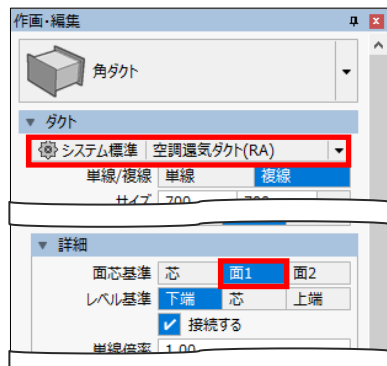 作画・編集
角ダクト
ダクト
システム標準 空調還気ダクト(RA)
単線/複線 単線 複線
サイズ 700 700
詳細
面芯基準 芯 面1 面2
レベル基準 下端 芯 上端
接続する
単線倍率 1.00